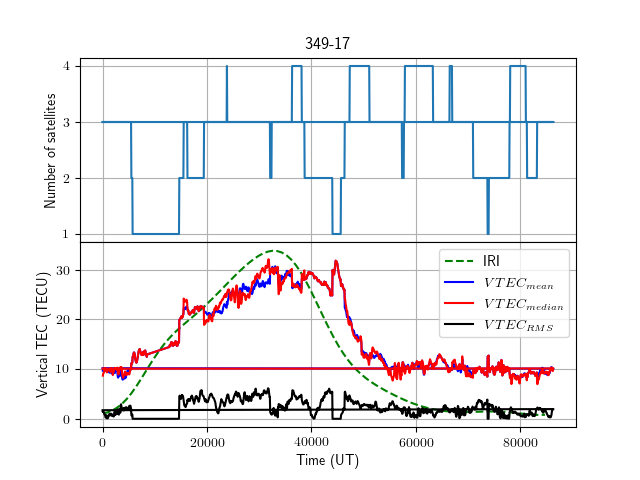 349-17
Number of satellites
4
3
2
1
Vertical TEC (TECU)
30
20
10
0
IRI
VTEC_mean
VTEC_median
VTEC_RMS
0 20000 40000 60000 80000
Time (UT)